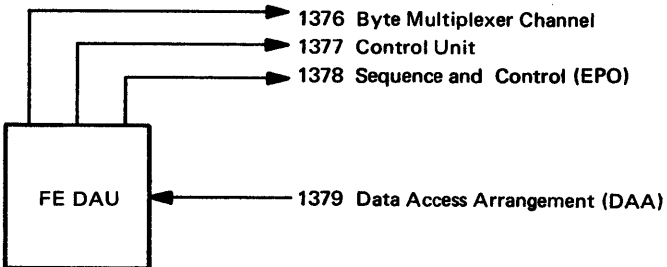 1376 Byte Multiplexer Channel
1377 Control Unit
1378 Sequence and Control (EPO)
FE DAU
1379 Data Access Arrangement (DAA)